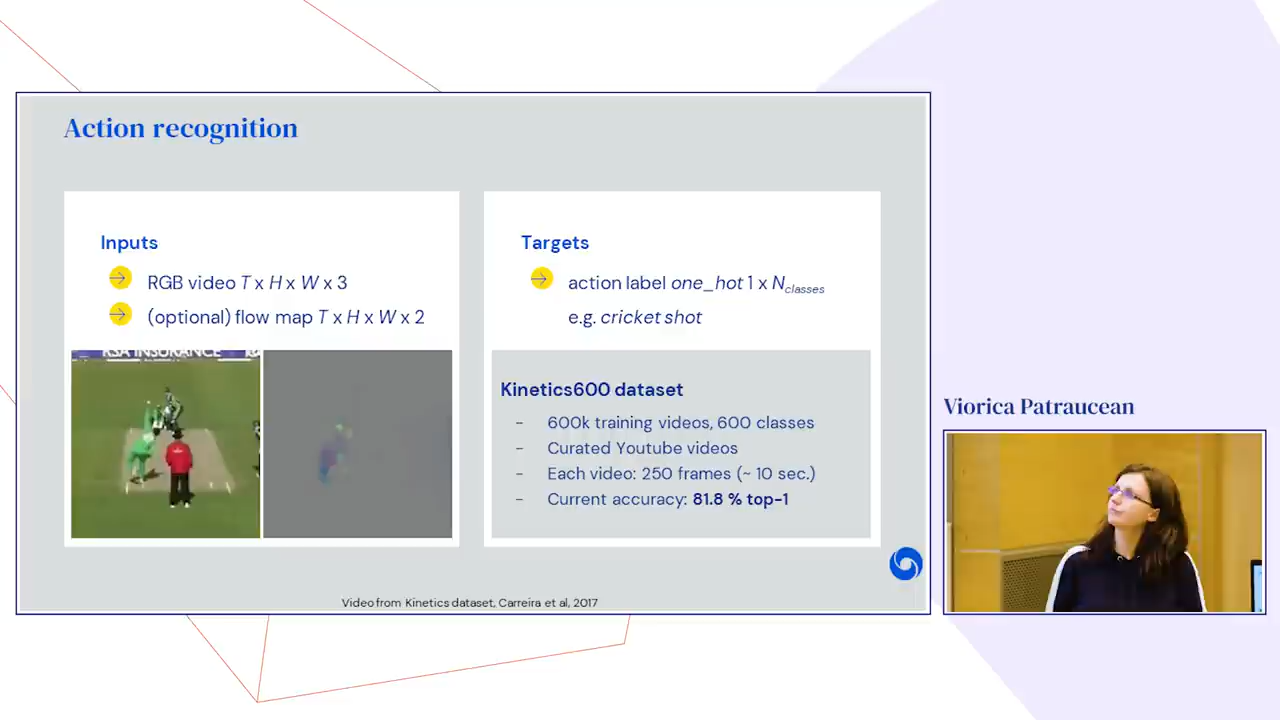 Action recognition
Inputs
RGB video T x H x W x 3
(optional) flow map T x H x W x 2
RSA INSURANCE
Targets
action label one_hot 1 x Nclasses
e.g. cricket shot
Kinetics600 dataset
- 600k training videos, 600 classes
- Curated Youtube videos
- Each video: 250 frames (~ 10 sec.)
- Current accuracy: 81.8 % top-1
Video from Kinetics dataset, Carreira et al, 2017
Viorica Patraucean